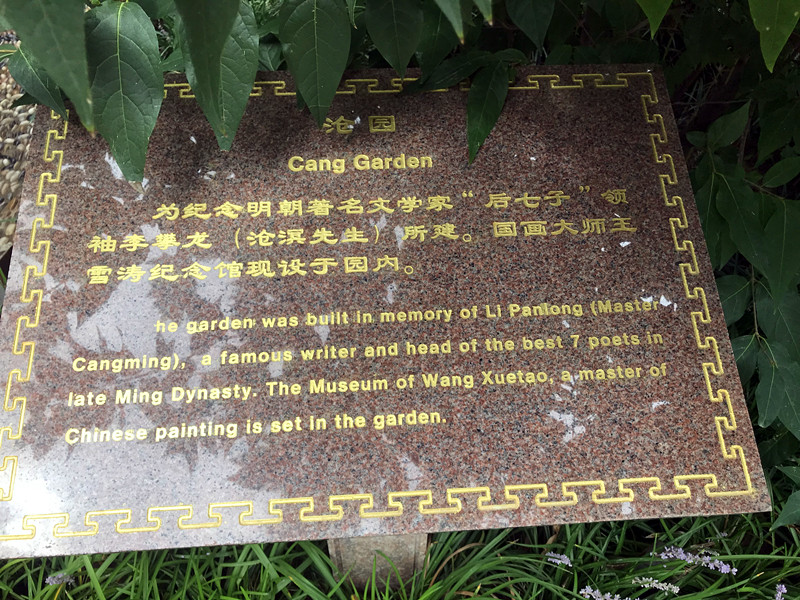 沧园
Cang Garden
为纪念明朝著名文学家“后七子”领
袖李攀龙（沧溟先生）所建。国画大师王
雪涛纪念馆现设于园内。
he garden was built in memory of Li Panlong (Master
Cangming), a famous writer and head of the best 7 poets in
late Ming Dynasty. The Museum of Wang Xuetao, a master of
Chinese painting is set in the garden.